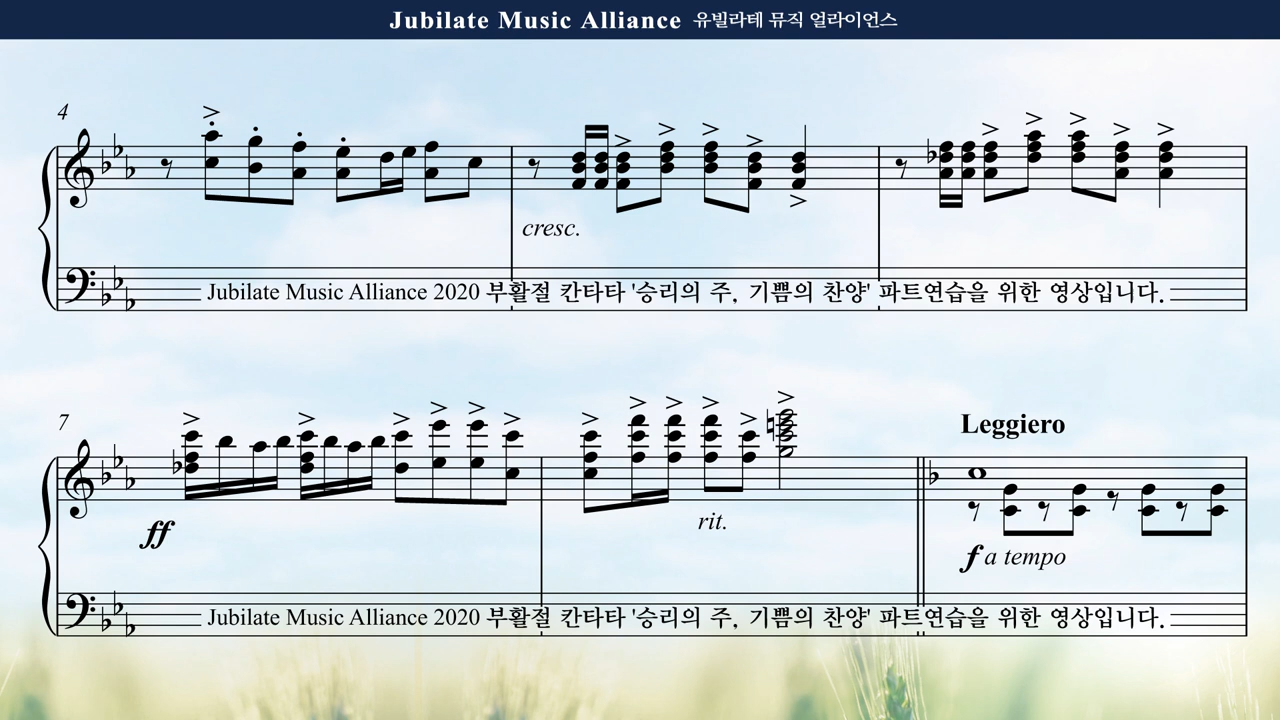 Jubilate Music Alliance 유빌라테 뮤직 얼라이언스
4
cresc.
Jubilate Music Alliance 2020 부활절 칸타타 '승리의 주, 기쁨의 찬양' 파트연습을 위한 영상입니다.
7
Leggiero
ff
rit.
f a tempo
Jubilate Music Alliance 2020 부활절 칸타타 '승리의 주, 기쁨의 찬양' 파트연습을 위한 영상입니다.